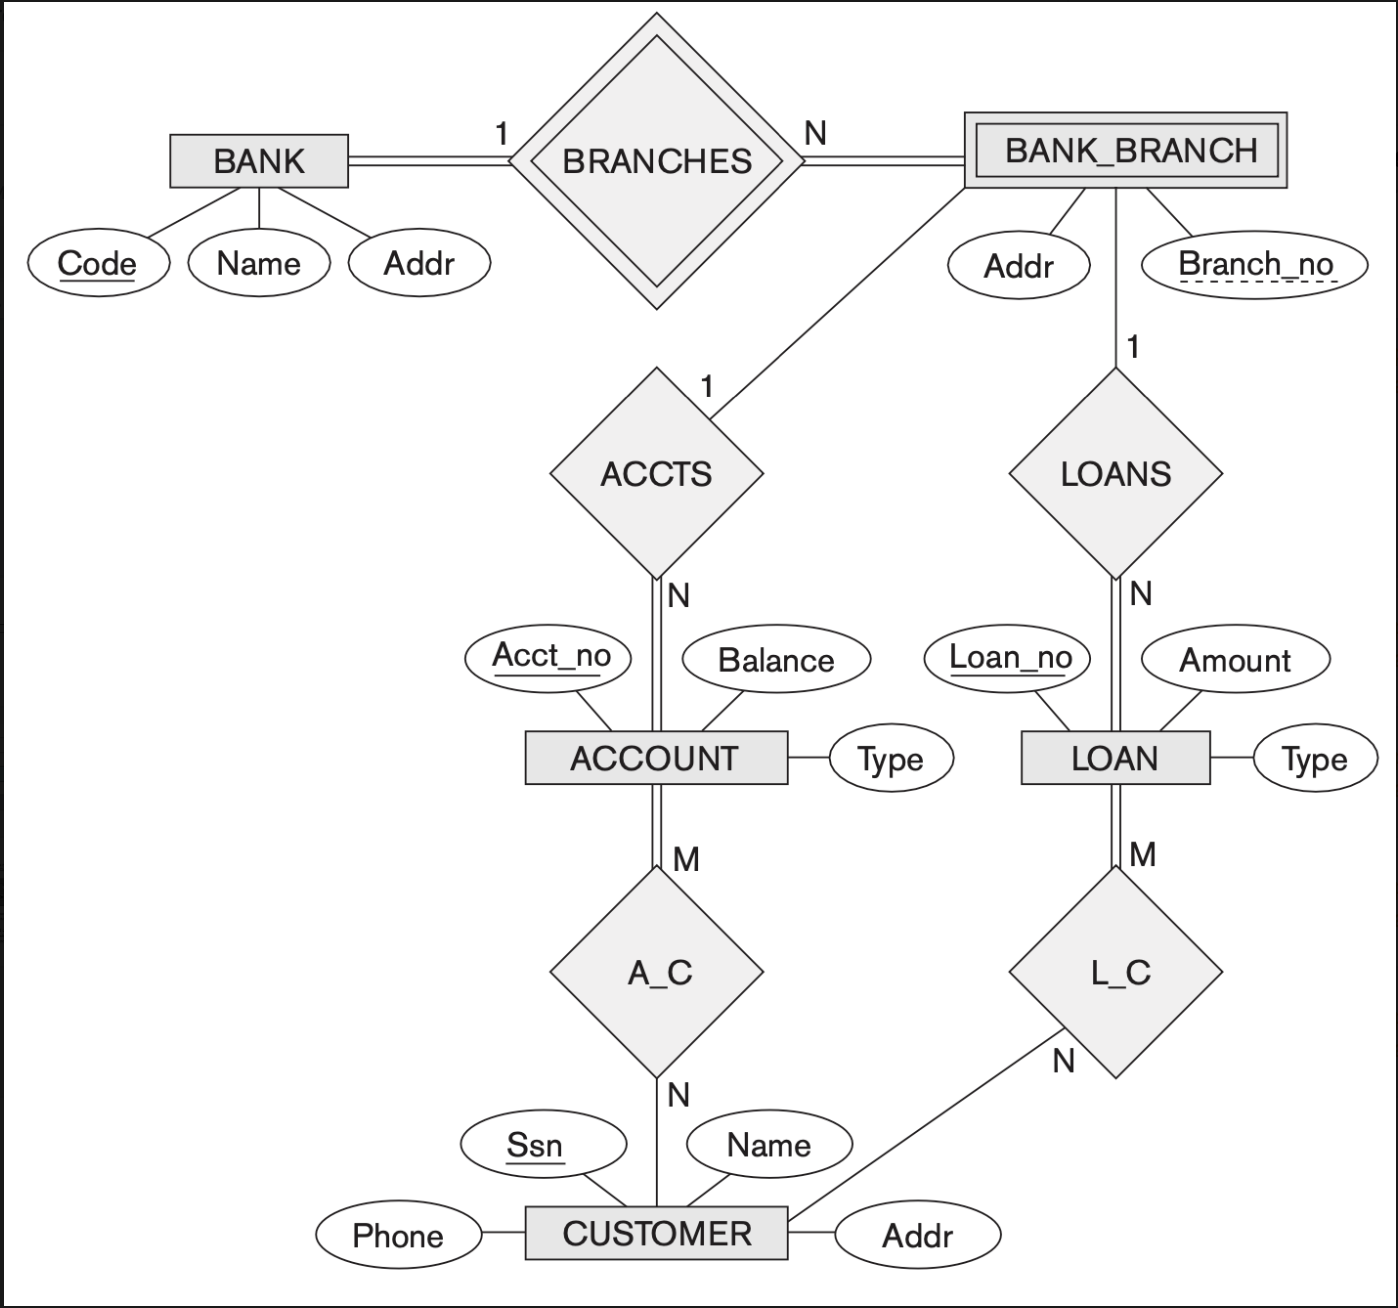 1
N
BANK
BRANCHES
BANK_BRANCH
Code
Name
Addr
Addr
Branch_no
1
1
ACCTS
LOANS
N
N
Acct_no
Balance
Loan_no
Amount
ACCOUNT
Type
LOAN
Type
M
M
A_C
L_C
N
N
Ssn
Name
Phone
CUSTOMER
Addr